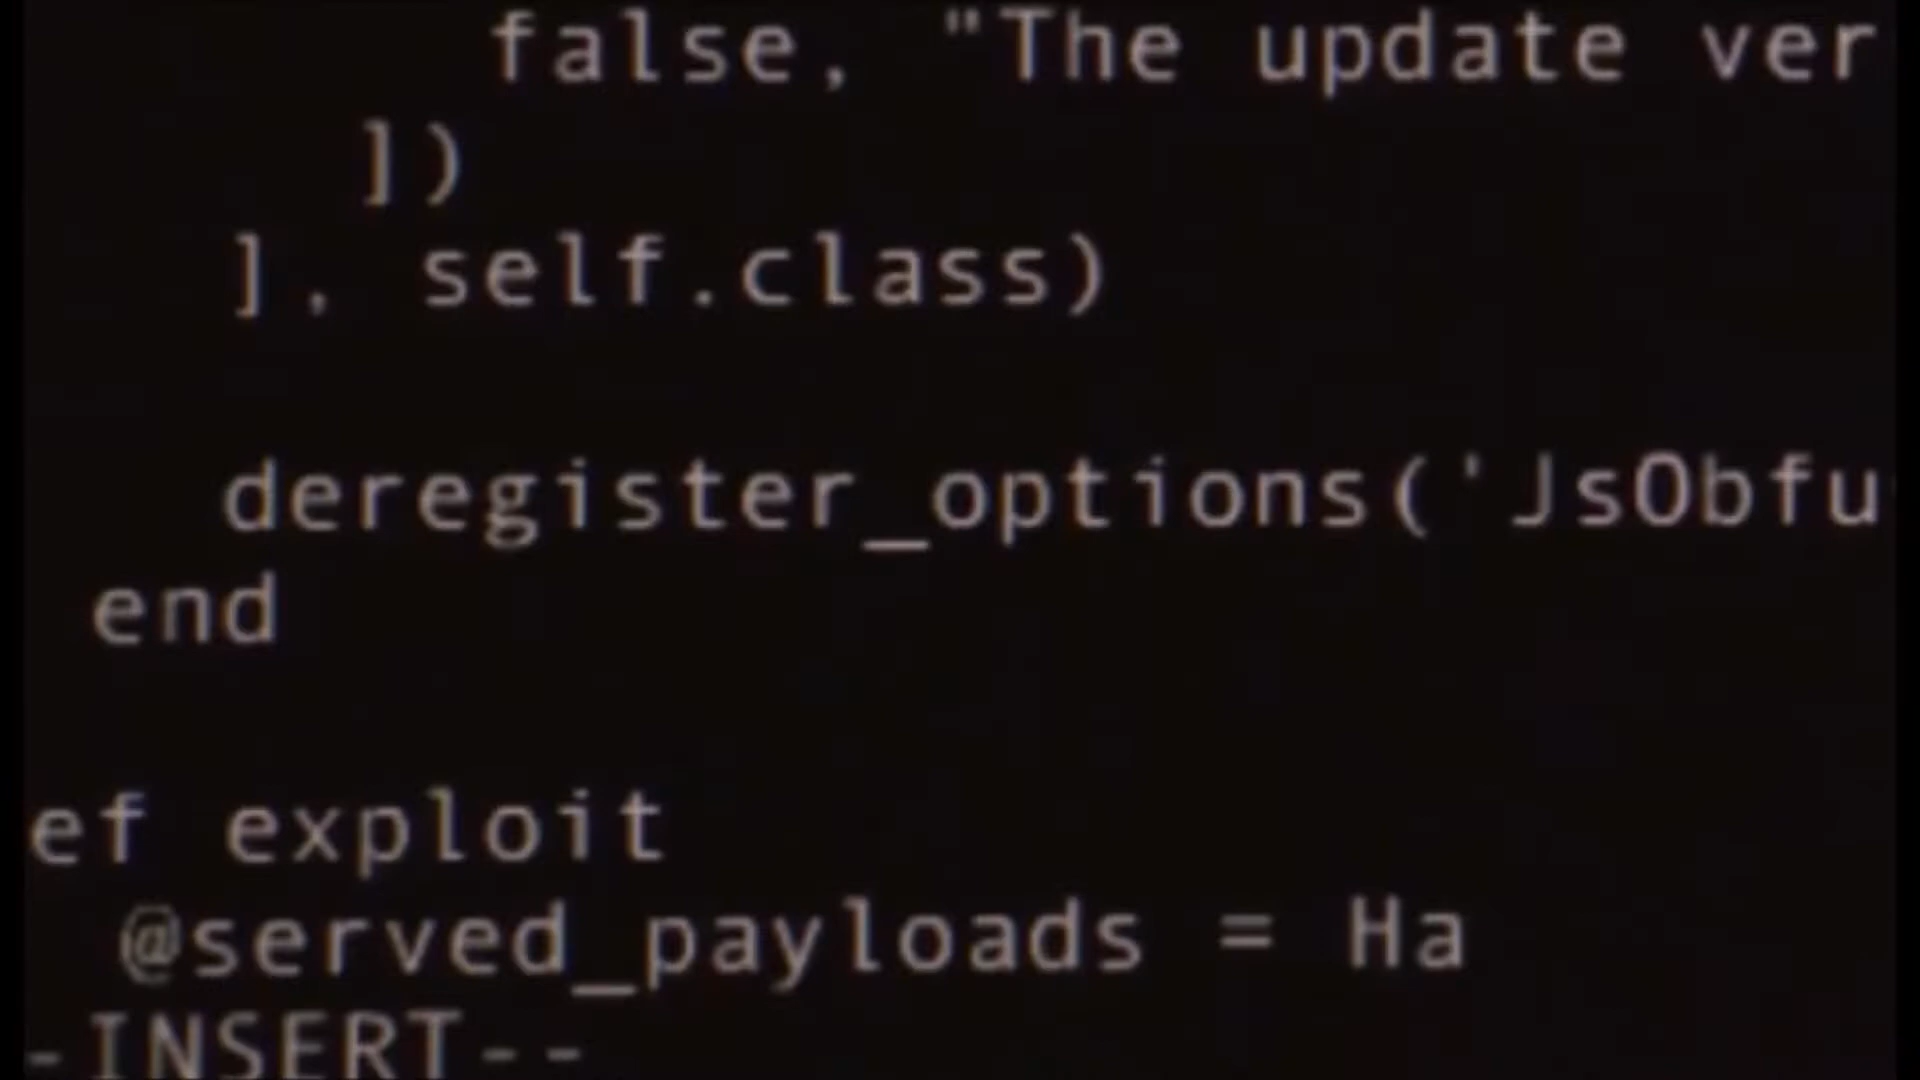 false, "The update ver
])
], self.class)
deregister_options('JsObfu
end
ef exploit
@served_payloads = Ha
-INSERT--